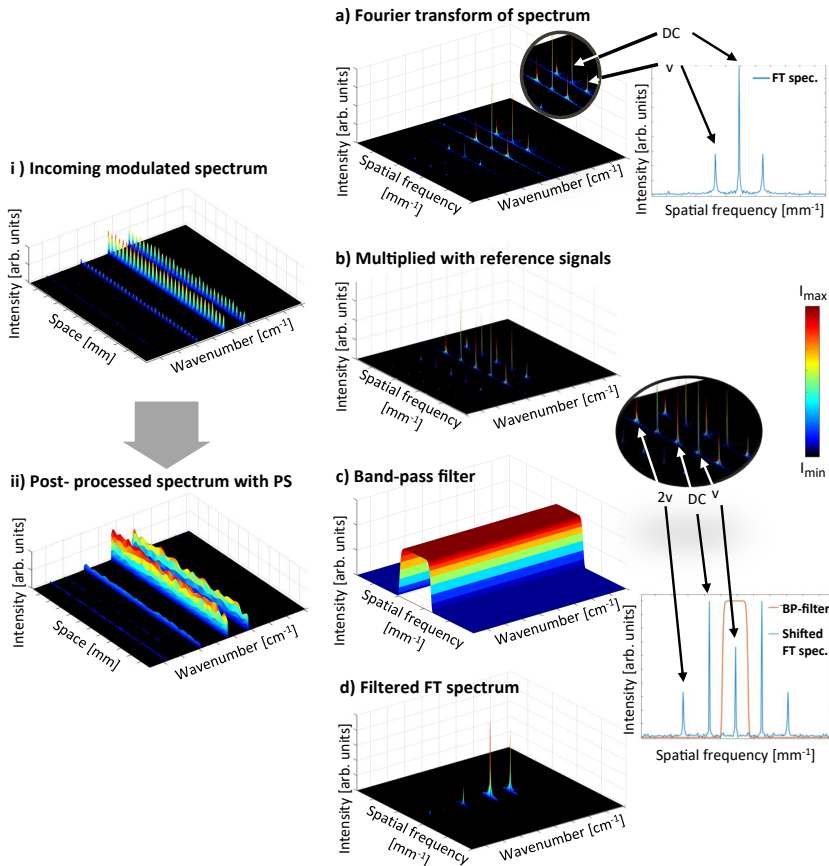 a) Fourier transform of spectrum
DC
ν
FT spec.
Intensity [arb. units]
Spatial frequency
[mm-1]
Wavenumber [cm-1]
Intensity [arb. units]
Spatial frequency [mm-1]
i ) Incoming modulated spectrum
Intensity [arb. units]
Space [mm]
Wavenumber [cm-1]
b) Multiplied with reference signals
Intensity [arb. units]
Spatial frequency
[mm-1]
Wavenumber [cm-1]
Imax
Imin
ii) Post- processed spectrum with PS
Intensity [arb. units]
Space [mm]
Wavenumber [cm-1]
c) Band-pass filter
Intensity [arb. units]
Spatial frequency
[mm-1]
Wavenumber [cm-1]
2ν
DC
ν
BP-filter
Shifted
FT spec.
Intensity [arb. units]
Spatial frequency [mm-1]
d) Filtered FT spectrum
Intensity [arb. units]
Spatial frequency
[mm-1]
Wavenumber [cm-1]